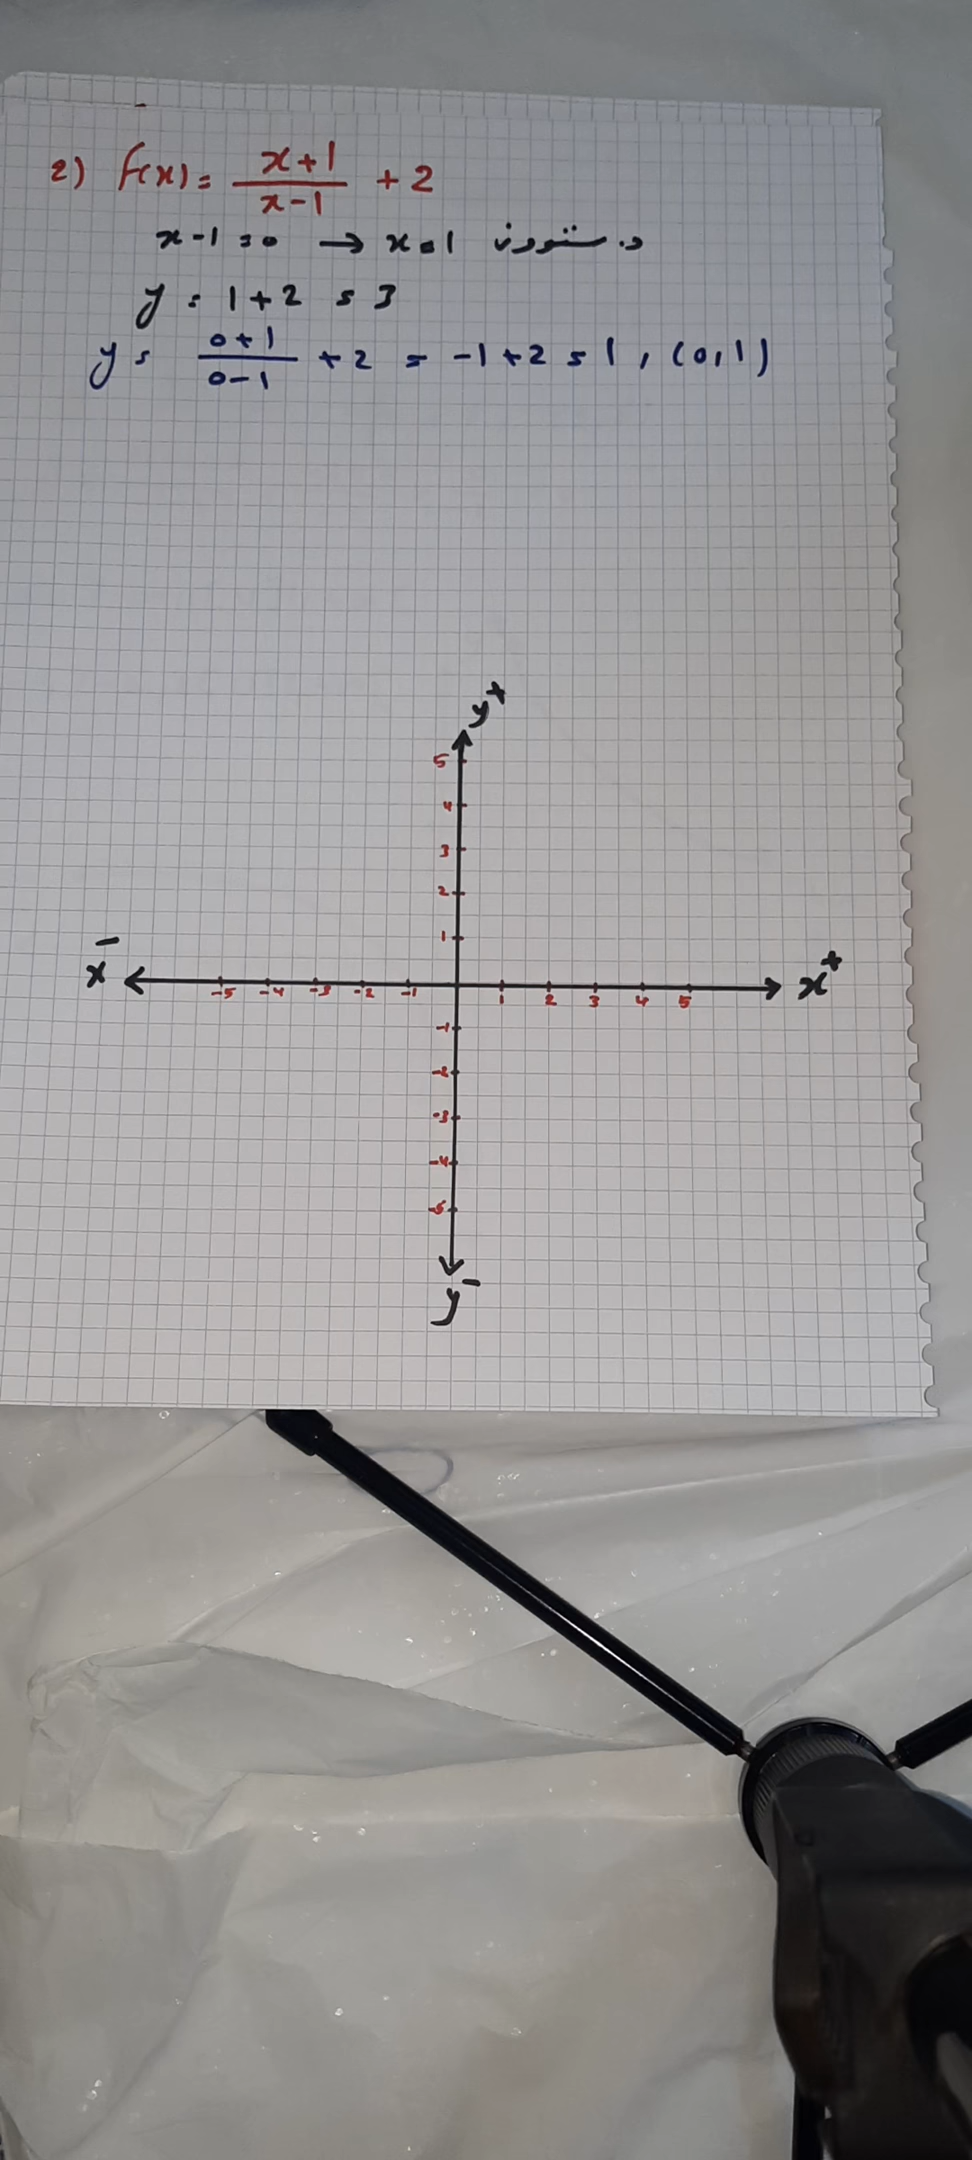 2) f(x) = (x+1)/(x-1) + 2
x-1 = 0 → x = 1
y = 1+2 = 3
y = (0+1)/(0-1) + 2 = -1+2 = 1, (0,1)
y+
5
4
3
2
1
x- -5 -4 -3 -2 -1 1 2 3 4 5 x+
-1
-2
-3
-4
-5
y-